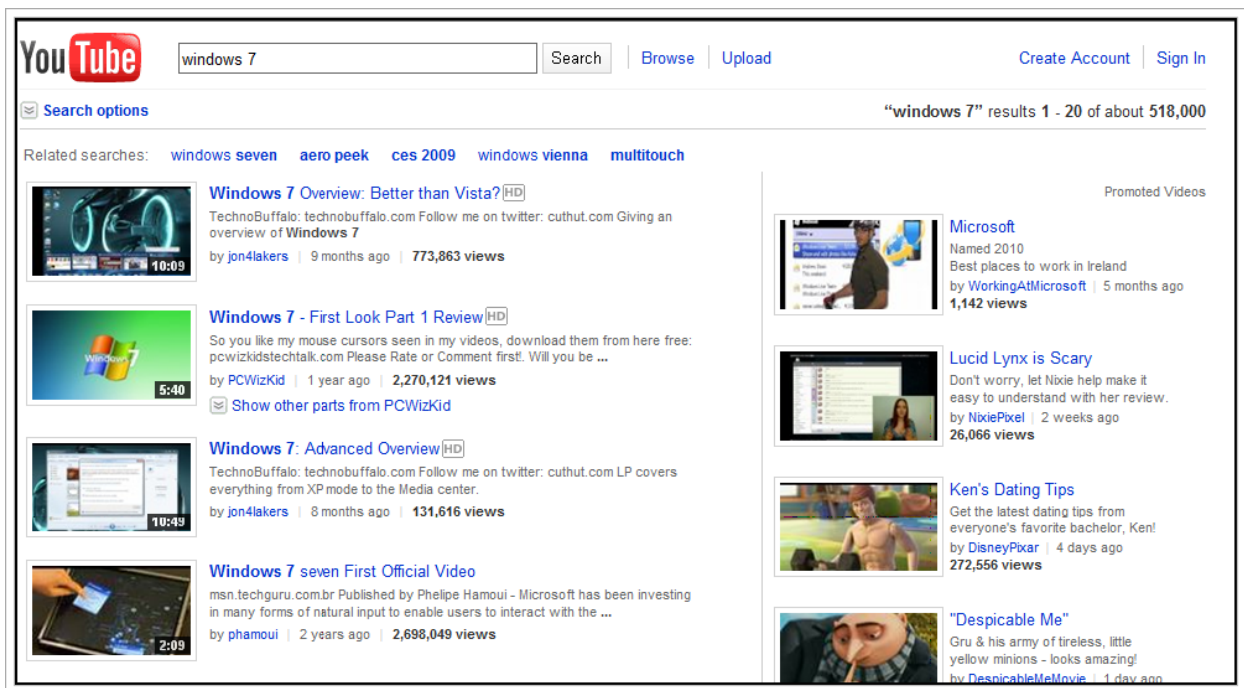 You Tube
windows 7
Search
Browse
Upload
Create Account
Sign In
Search options
“windows 7” results 1 - 20 of about 518,000
Related searches: windows seven aero peek ces 2009 windows vienna multitouch
10:09
Windows 7 Overview: Better than Vista? HD
TechnoBuffalo: technobuffalo.com Follow me on twitter: cuthut.com Giving an
overview of Windows 7
by jon4lakers | 9 months ago | 773,863 views
Windows 7
5:40
Windows 7 - First Look Part 1 Review HD
So you like my mouse cursors seen in my videos, download them from here free:
pcwizkidstechtalk.com Please Rate or Comment first!. Will you be ...
by PCWizKid | 1 year ago | 2,270,121 views
Show other parts from PCWizKid
10:49
Windows 7: Advanced Overview HD
TechnoBuffalo: technobuffalo.com Follow me on twitter: cuthut.com LP covers
everything from XP mode to the Media center.
by jon4lakers | 8 months ago | 131,616 views
2:09
Windows 7 seven First Official Video
msn.techguru.com.br Published by Phelipe Hamoui - Microsoft has been investing
in many forms of natural input to enable users to interact with the ...
by phamoui | 2 years ago | 2,698,049 views
Promoted Videos
Microsoft
Named 2010
Best places to work in Ireland
by WorkingAtMicrosoft | 5 months ago
1,142 views
Lucid Lynx is Scary
Don't worry, let Nixie help make it
easy to understand with her review.
by NixiePixel | 2 weeks ago
26,066 views
Ken's Dating Tips
Get the latest dating tips from
everyone's favorite bachelor, Ken!
by DisneyPixar | 4 days ago
272,556 views
"Despicable Me"
Gru & his army of tireless, little
yellow minions - looks amazing!
by DespicableMeMovie | 1 day ago